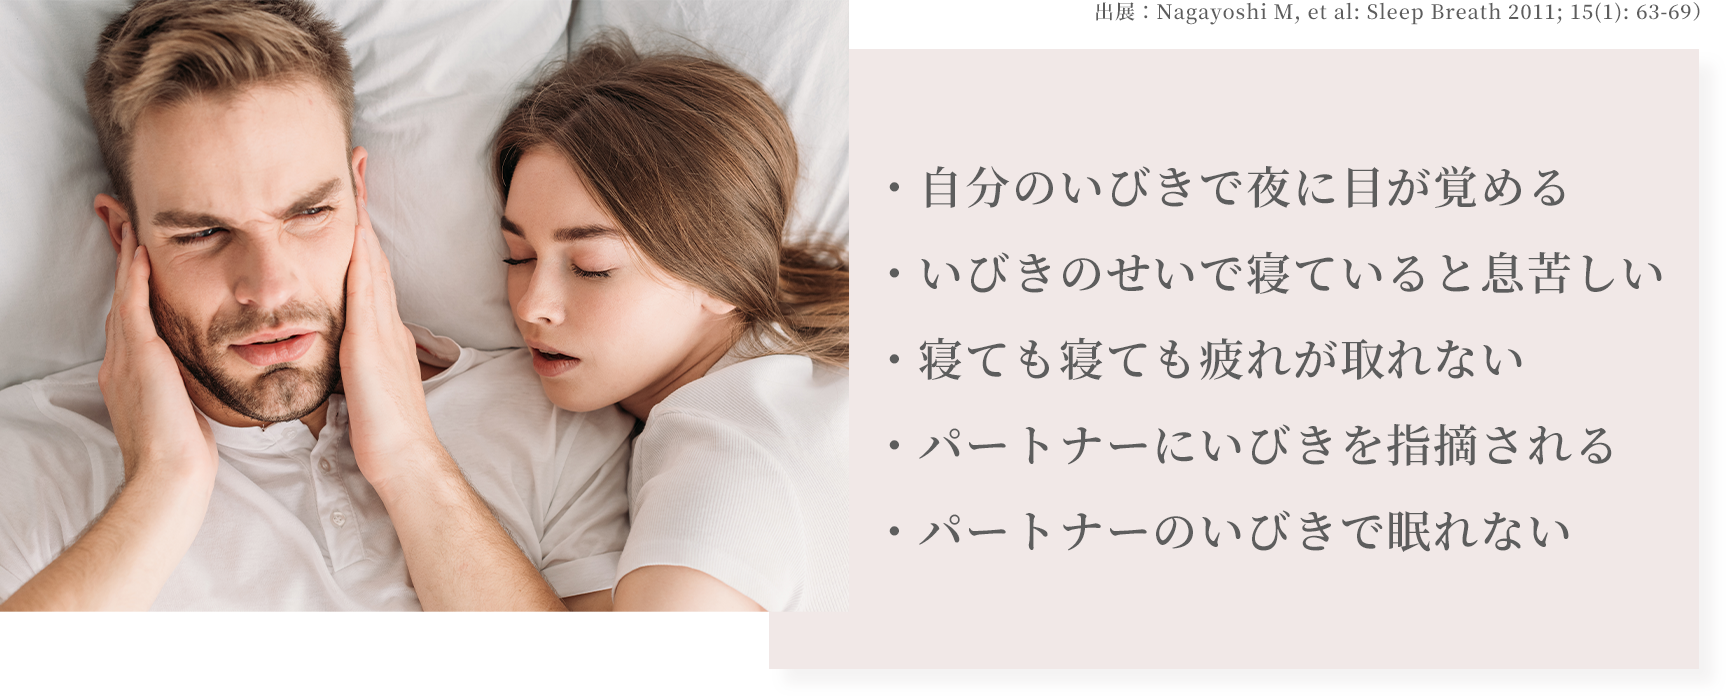 出展：Nagayoshi M, et al: Sleep Breath 2011; 15(1): 63-69）
・自分のいびきで夜に目が覚める
・いびきのせいで寝ていると息苦しい
・寝ても寝ても疲れが取れない
・パートナーにいびきを指摘される
・パートナーのいびきで眠れない